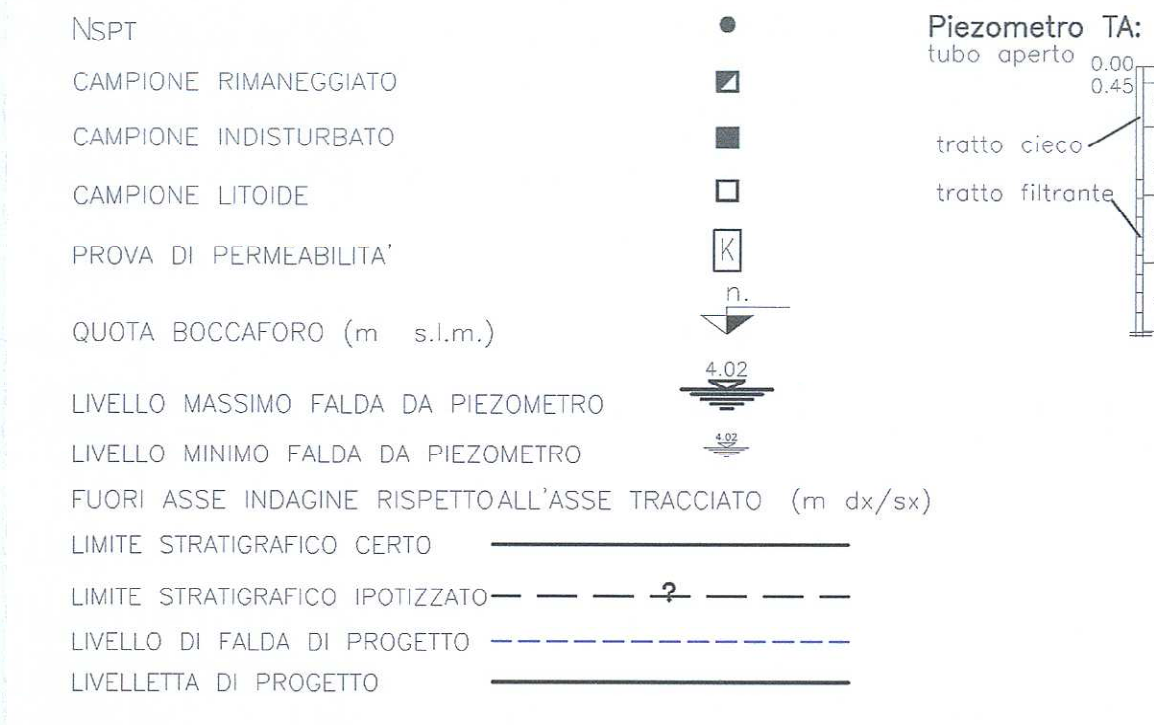 NSPT
CAMPIONE RIMANEGGIATO
CAMPIONE INDISTURBATO
CAMPIONE LITOIDE
PROVA DI PERMEABILITA'
K
n.
QUOTA BOCCAFORO (m s.l.m.)
4.02
LIVELLO MASSIMO FALDA DA PIEZOMETRO
4.02
LIVELLO MINIMO FALDA DA PIEZOMETRO
FUORI ASSE INDAGINE RISPETTO ALL'ASSE TRACCIATO (m dx/sx)
LIMITE STRATIGRAFICO CERTO
LIMITE STRATIGRAFICO IPOTIZZATO
?
LIVELLO DI FALDA DI PROGETTO
LIVELLETTA DI PROGETTO
Piezometro TA:
tubo aperto
0.00
0.45
tratto cieco
tratto filtrante